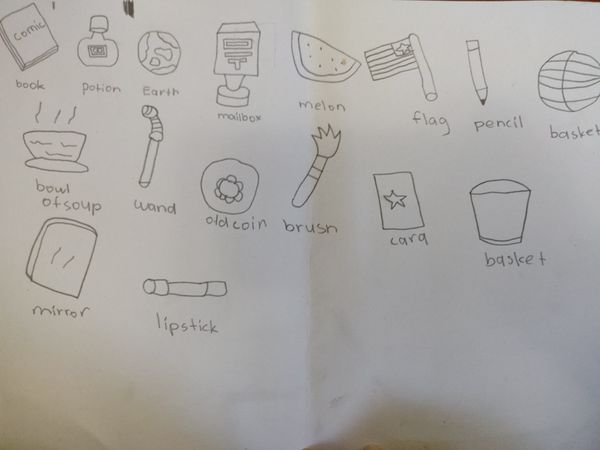 comic
book
potion
Earth
mailbox
melon
flag
pencil
basket
bowl
of soup
wand
old coin
brush
card
basket
mirror
lipstick